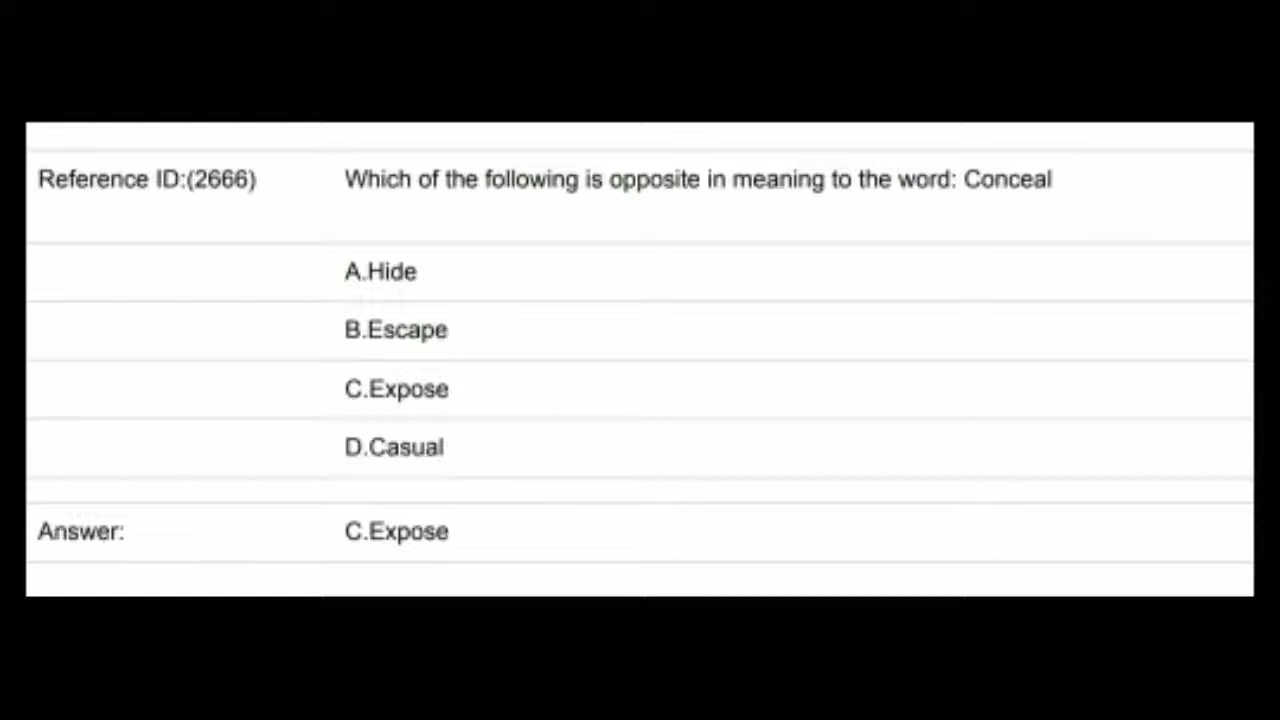 Reference ID:(2666) Which of the following is opposite in meaning to the word: Conceal
A.Hide
B.Escape
C.Expose
D.Casual
Answer: C.Expose